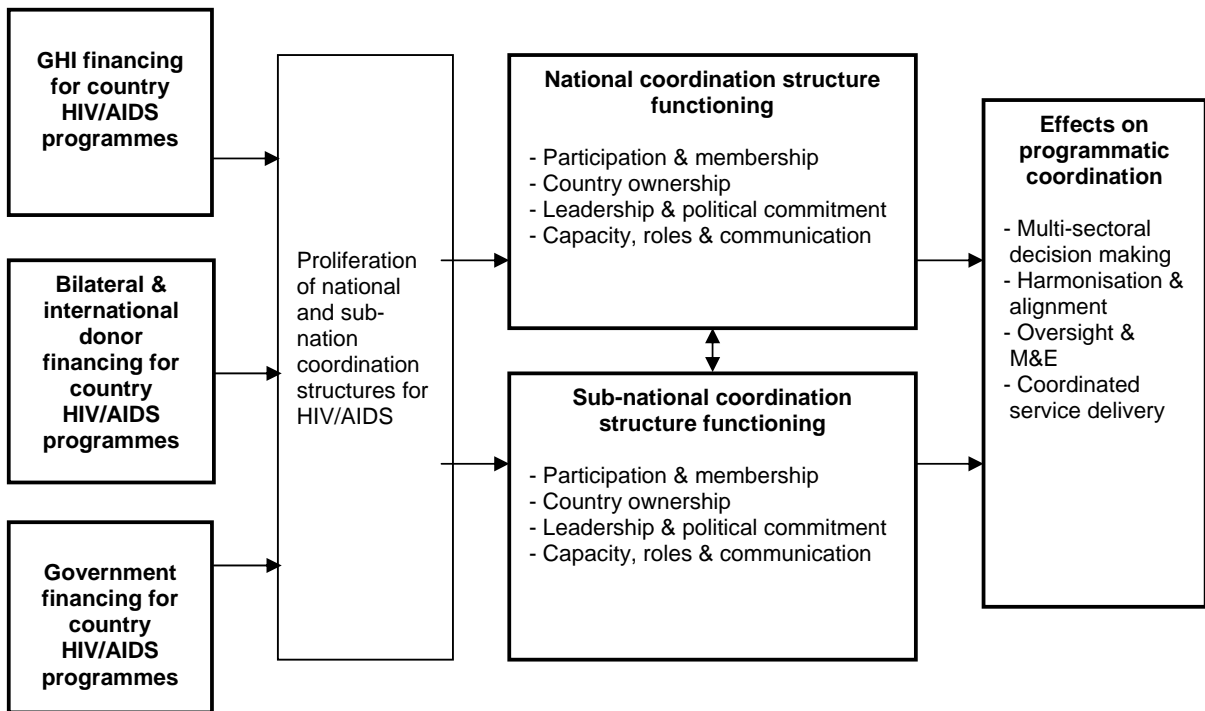 GHI financing
for country
HIV/AIDS
programmes
Bilateral &
international
donor
financing for
country
HIV/AIDS
programmes
Government
financing for
country
HIV/AIDS
programmes
Proliferation
of national
and sub-
nation
coordination
structures for
HIV/AIDS
National coordination structure
functioning
- Participation & membership
- Country ownership
- Leadership & political commitment
- Capacity, roles & communication
Sub-national coordination
structure functioning
- Participation & membership
- Country ownership
- Leadership & political commitment
- Capacity, roles & communication
Effects on
programmatic
coordination
- Multi-sectoral
decision making
- Harmonisation &
alignment
- Oversight &
M&E
- Coordinated
service delivery